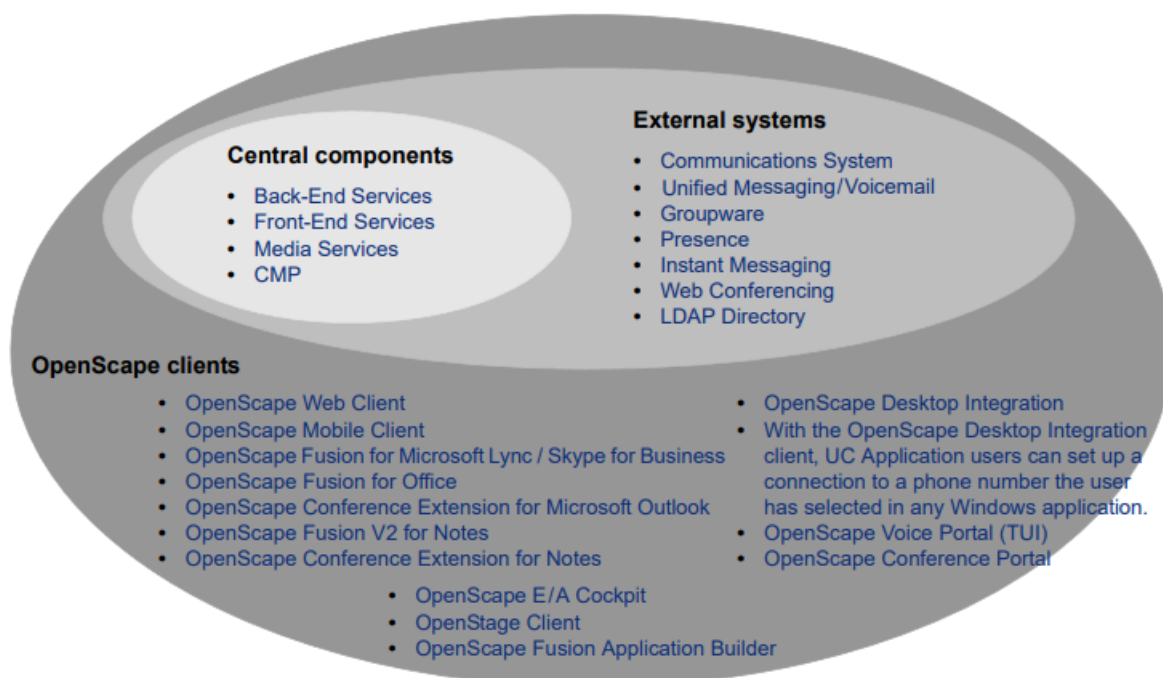 Central components
• Back-End Services
• Front-End Services
• Media Services
• CMP
External systems
• Communications System
• Unified Messaging/Voicemail
• Groupware
• Presence
• Instant Messaging
• Web Conferencing
• LDAP Directory
OpenScape clients
• OpenScape Web Client
• OpenScape Mobile Client
• OpenScape Fusion for Microsoft Lync / Skype for Business
• OpenScape Fusion for Office
• OpenScape Conference Extension for Microsoft Outlook
• OpenScape Fusion V2 for Notes
• OpenScape Conference Extension for Notes
• OpenScape Desktop Integration
• With the OpenScape Desktop Integration
client, UC Application users can set up a
connection to a phone number the user
has selected in any Windows application.
• OpenScape Voice Portal (TUI)
• OpenScape Conference Portal
• OpenScape E/A Cockpit
• OpenStage Client
• OpenScape Fusion Application Builder